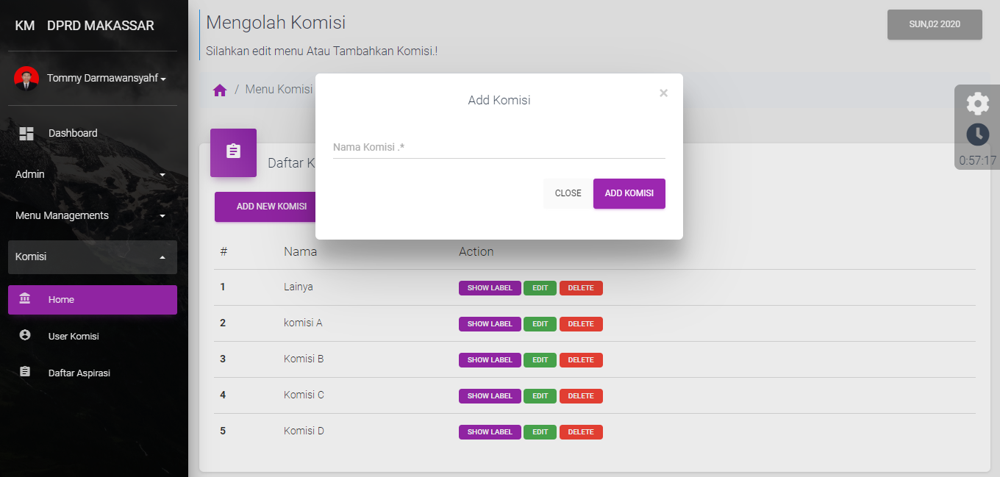 KM DPRD MAKASSAR
Tommy Darmawansyahf
Dashboard
Admin
Menu Managements
Komisi
Home
User Komisi
Daftar Aspirasi
Mengolah Komisi
Silahkan edit menu Atau Tambahkan Komisi.!
SUN,02 2020
/ Menu Komisi
0:57:17
Add Komisi
×
Nama Komisi .*
CLOSE ADD KOMISI
Daftar K
ADD NEW KOMISI
# Nama Action
1 Lainya SHOW LABEL EDIT DELETE
2 komisi A SHOW LABEL EDIT DELETE
3 Komisi B SHOW LABEL EDIT DELETE
4 Komisi C SHOW LABEL EDIT DELETE
5 Komisi D SHOW LABEL EDIT DELETE